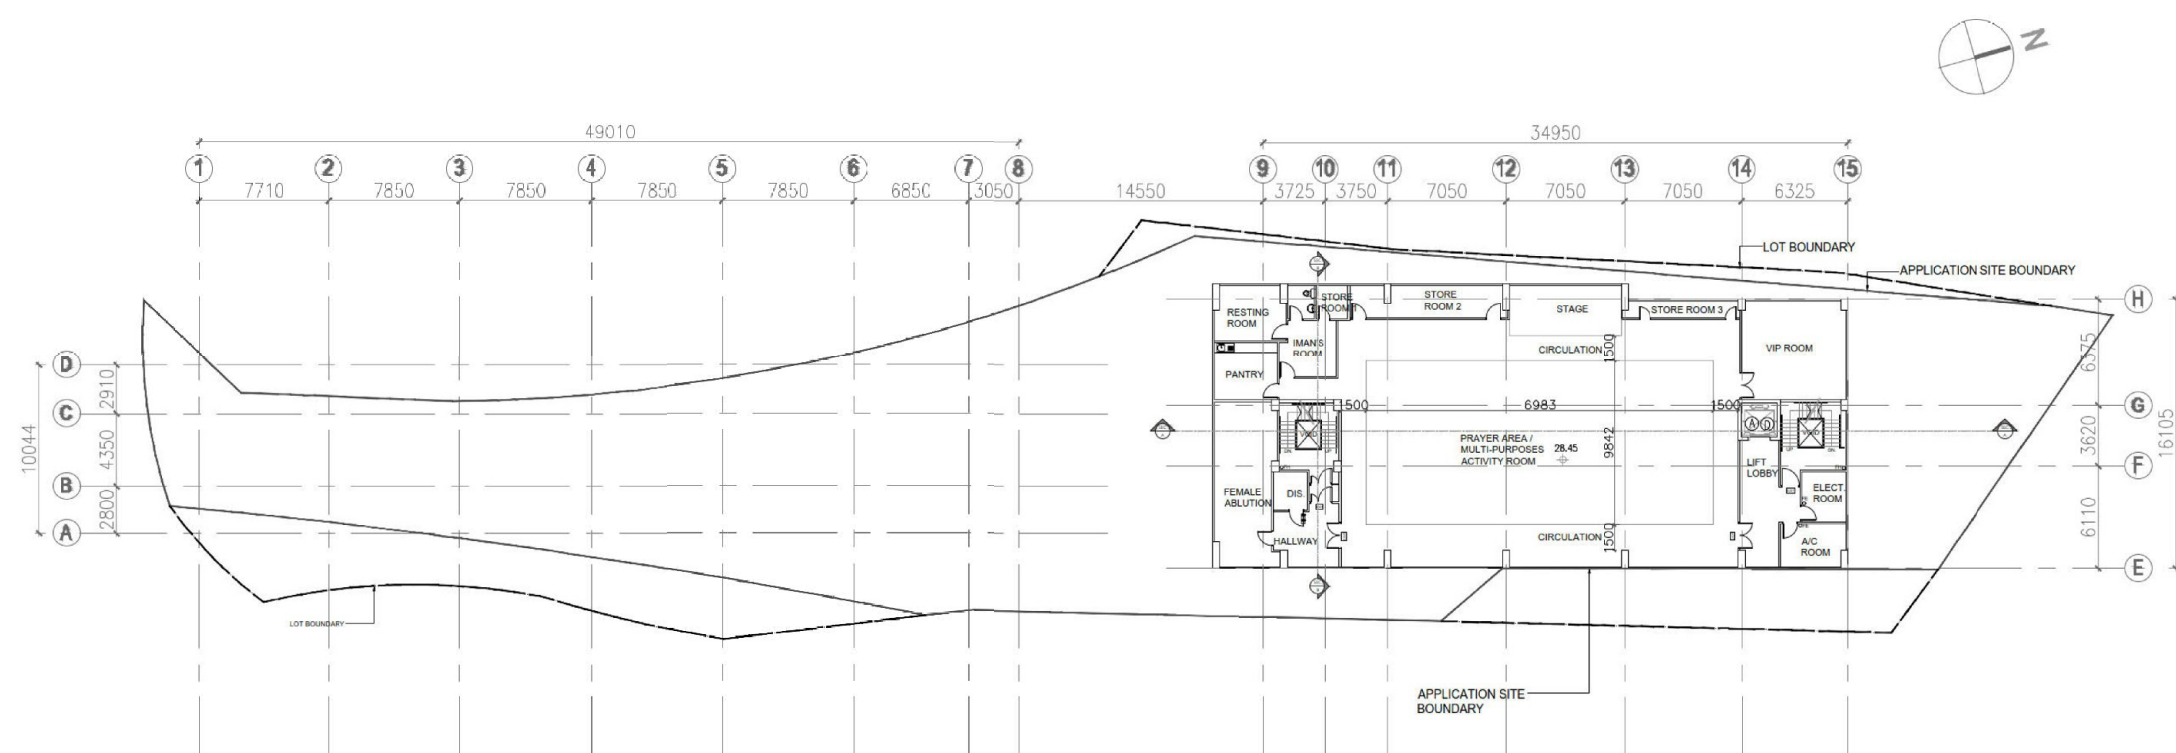 N
49010
34950
1 2 3 4 5 6 7 8 9 10 11 12 13 14 15
7710 7850 7850 7850 7850 6850 3050 14550 3725 3750 7050 7050 7050 6325
LOT BOUNDARY
APPLICATION SITE BOUNDARY
H
G
F
E
6375
3620
6110
16105
D
C
B
A
2910
4350
2800
10044
RESTING
ROOM
STORE
STORE
ROOM 2
STAGE
STORE ROOM 3
IMAN'S
ROOM
CIRCULATION
1500
VIP ROOM
PANTRY
500
6983
1500
VOID
9842
A
VOID
PRAYER AREA /
MULTI-PURPOSES
ACTIVITY ROOM
28.45
LIFT
LOBBY
FEMALE
ABLUTION
DIS.
ELECT.
ROOM
HALLWAY
CIRCULATION
1500
A/C
ROOM
LOT BOUNDARY
APPLICATION SITE
BOUNDARY